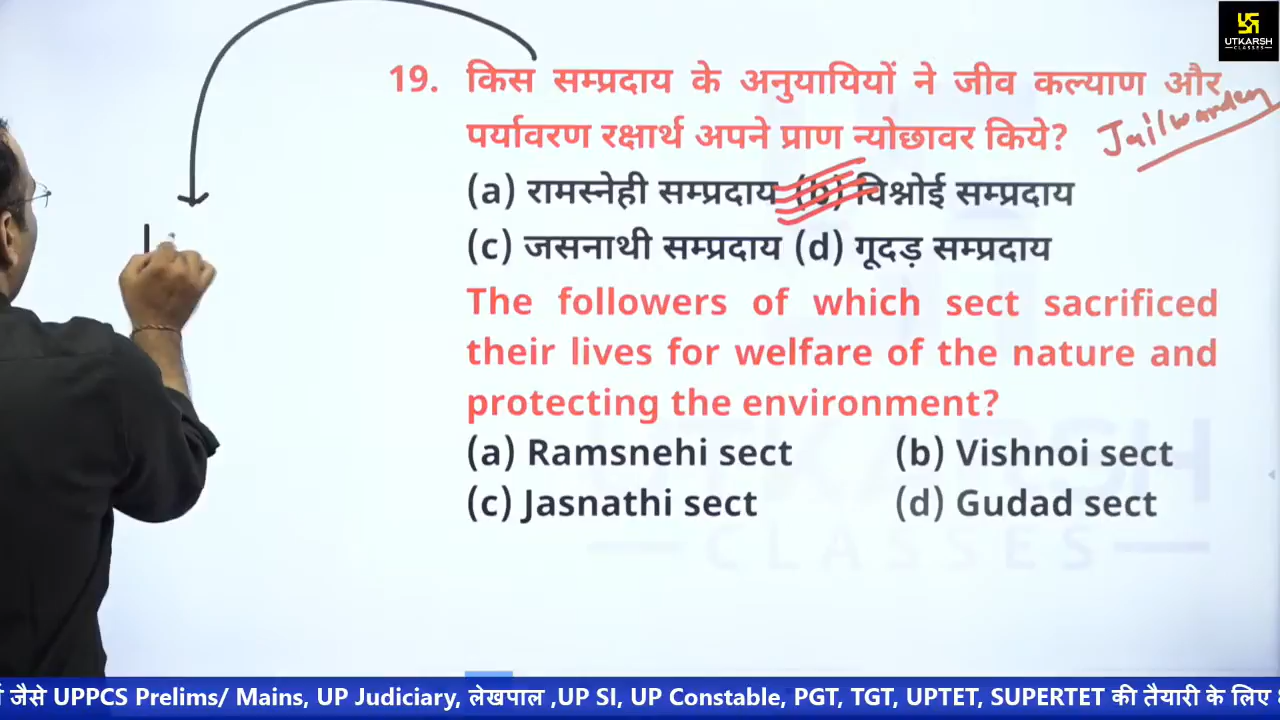 UTKARSH
CLASSES
19. किस सम्प्रदाय के अनुयायियों ने जीव कल्याण और
पर्यावरण रक्षार्थ अपने प्राण न्योछावर किये?
Jailwarden
(a) रामस्नेही सम्प्रदाय (b) विश्नोई सम्प्रदाय
(c) जसनाथी सम्प्रदाय (d) गूदड़ सम्प्रदाय
The followers of which sect sacrificed
their lives for welfare of the nature and
protecting the environment?
(a) Ramsnehi sect (b) Vishnoi sect
(c) Jasnathi sect (d) Gudad sect
UTKARSH
CLASSES
जैसे UPPCS Prelims/ Mains, UP Judiciary, लेखपाल ,UP SI, UP Constable, PGT, TGT, UPTET, SUPERTET की तैयारी के लिए